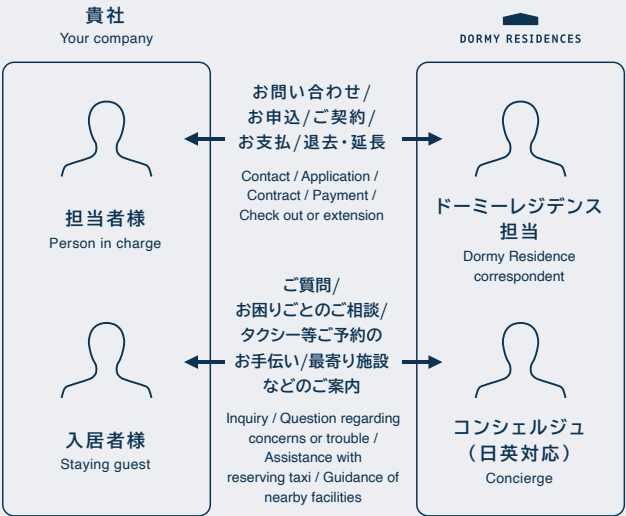 貴社
Your company
DORMY RESIDENCES
お問い合わせ/
お申込/ご契約/
お支払/退去・延長
Contact / Application /
Contract / Payment /
Check out or extension
担当者様
Person in charge
ドーミーレジデンス
担当
Dormy Residence
correspondent
ご質問/
お困りごとのご相談/
タクシー等ご予約の
お手伝い/最寄り施設
などのご案内
Inquiry / Question regarding
concerns or trouble /
Assistance with
reserving taxi / Guidance of
nearby facilities
入居者様
Staying guest
コンシェルジュ
（日英対応）
Concierge